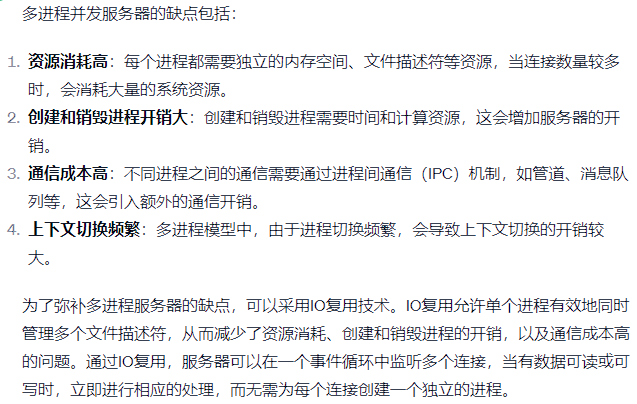 多进程并发服务器的缺点包括：
1. 资源消耗高：每个进程都需要独立的内存空间、文件描述符等资源，当连接数量较多
时，会消耗大量的系统资源。
2. 创建和销毁进程开销大：创建和销毁进程需要时间和计算资源，这会增加服务器的开
销。
3. 通信成本高：不同进程之间的通信需要通过进程间通信（IPC）机制，如管道、消息队
列等，这会引入额外的通信开销。
4. 上下文切换频繁：多进程模型中，由于进程切换频繁，会导致上下文切换的开销较
大。
为了弥补多进程服务器的缺点，可以采用IO复用技术。IO复用允许单个进程有效地同时
管理多个文件描述符，从而减少了资源消耗、创建和销毁进程的开销，以及通信成本高
的问题。通过IO复用，服务器可以在一个事件循环中监听多个连接，当有数据可读或可
写时，立即进行相应的处理，而无需为每个连接创建一个独立的进程。